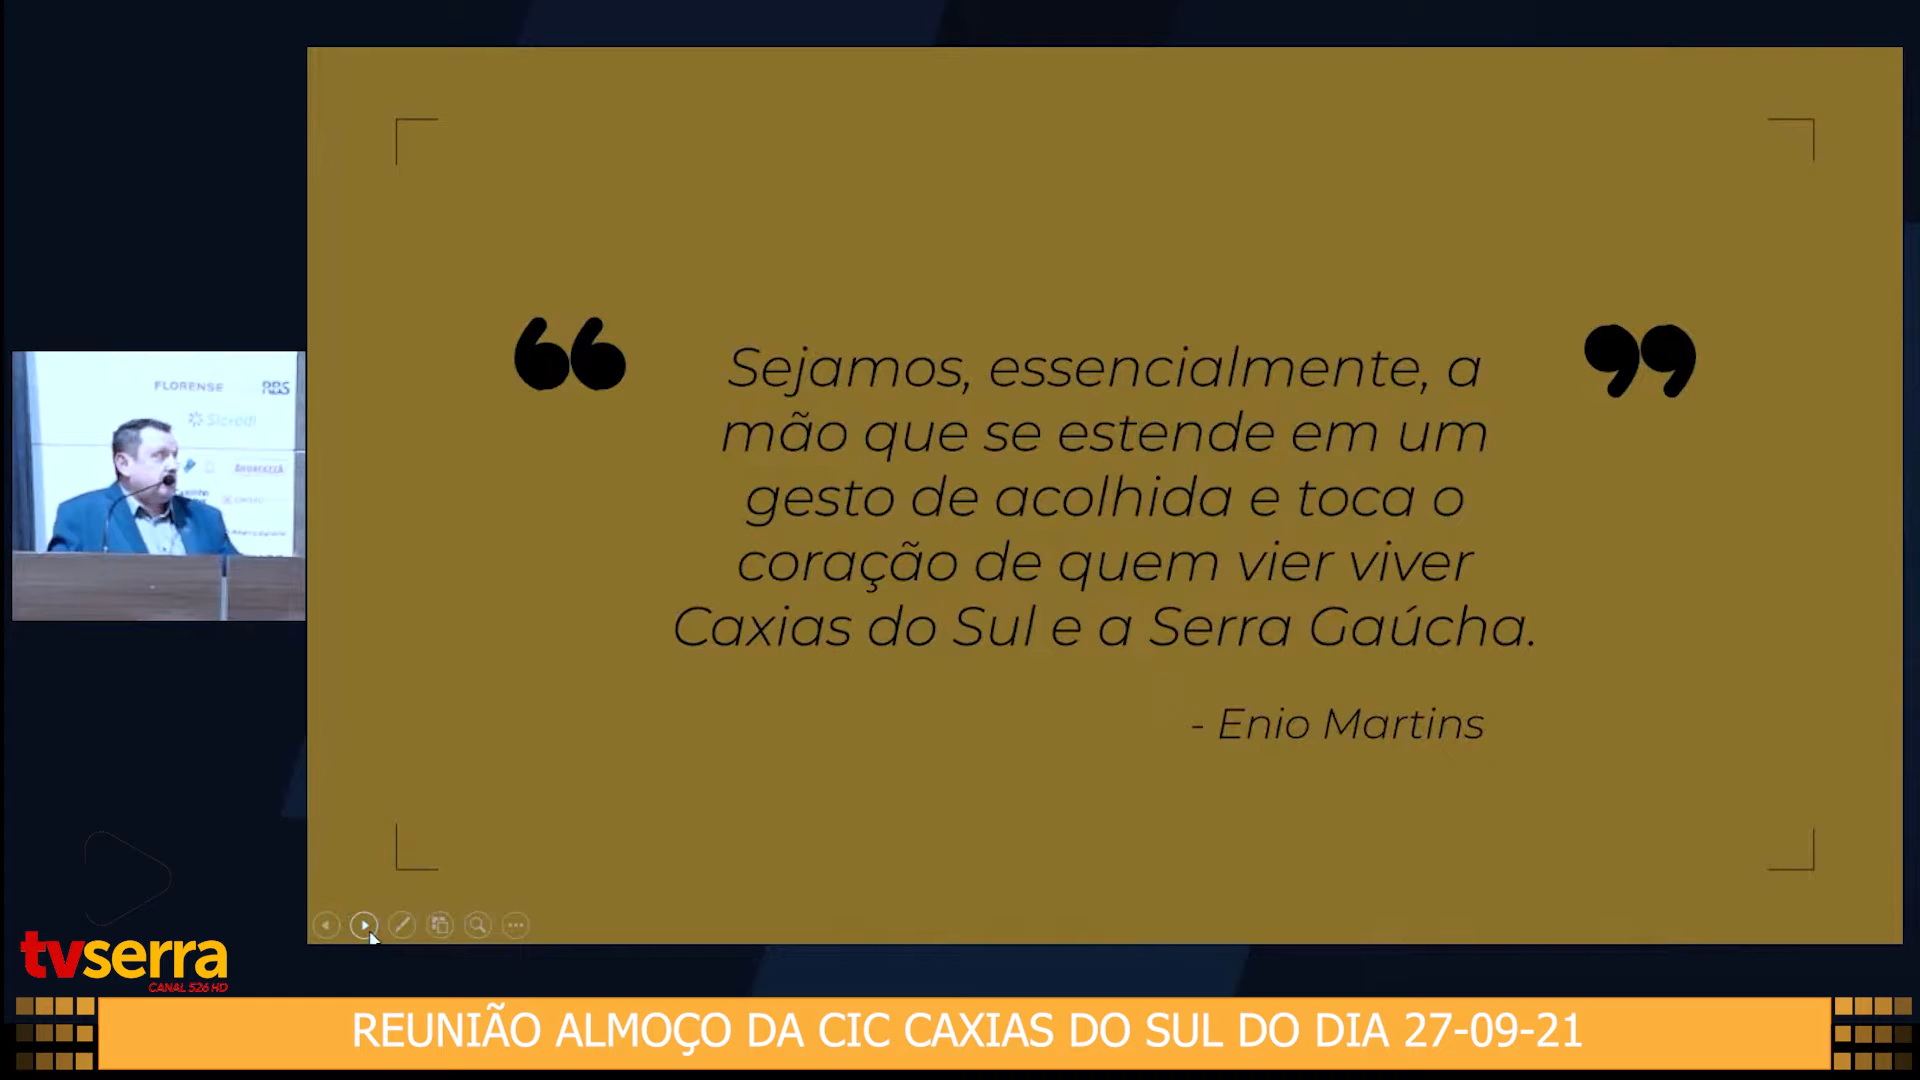 “ Sejamos, essencialmente, a ”
mão que se estende em um
gesto de acolhida e toca o
coração de quem vier viver
Caxias do Sul e a Serra Gaúcha.
- Enio Martins
FLORENSE
RBS
Sicredi
tvserra
CANAL 526 HD
REUNIÃO ALMOÇO DA CIC CAXIAS DO SUL DO DIA 27-09-21